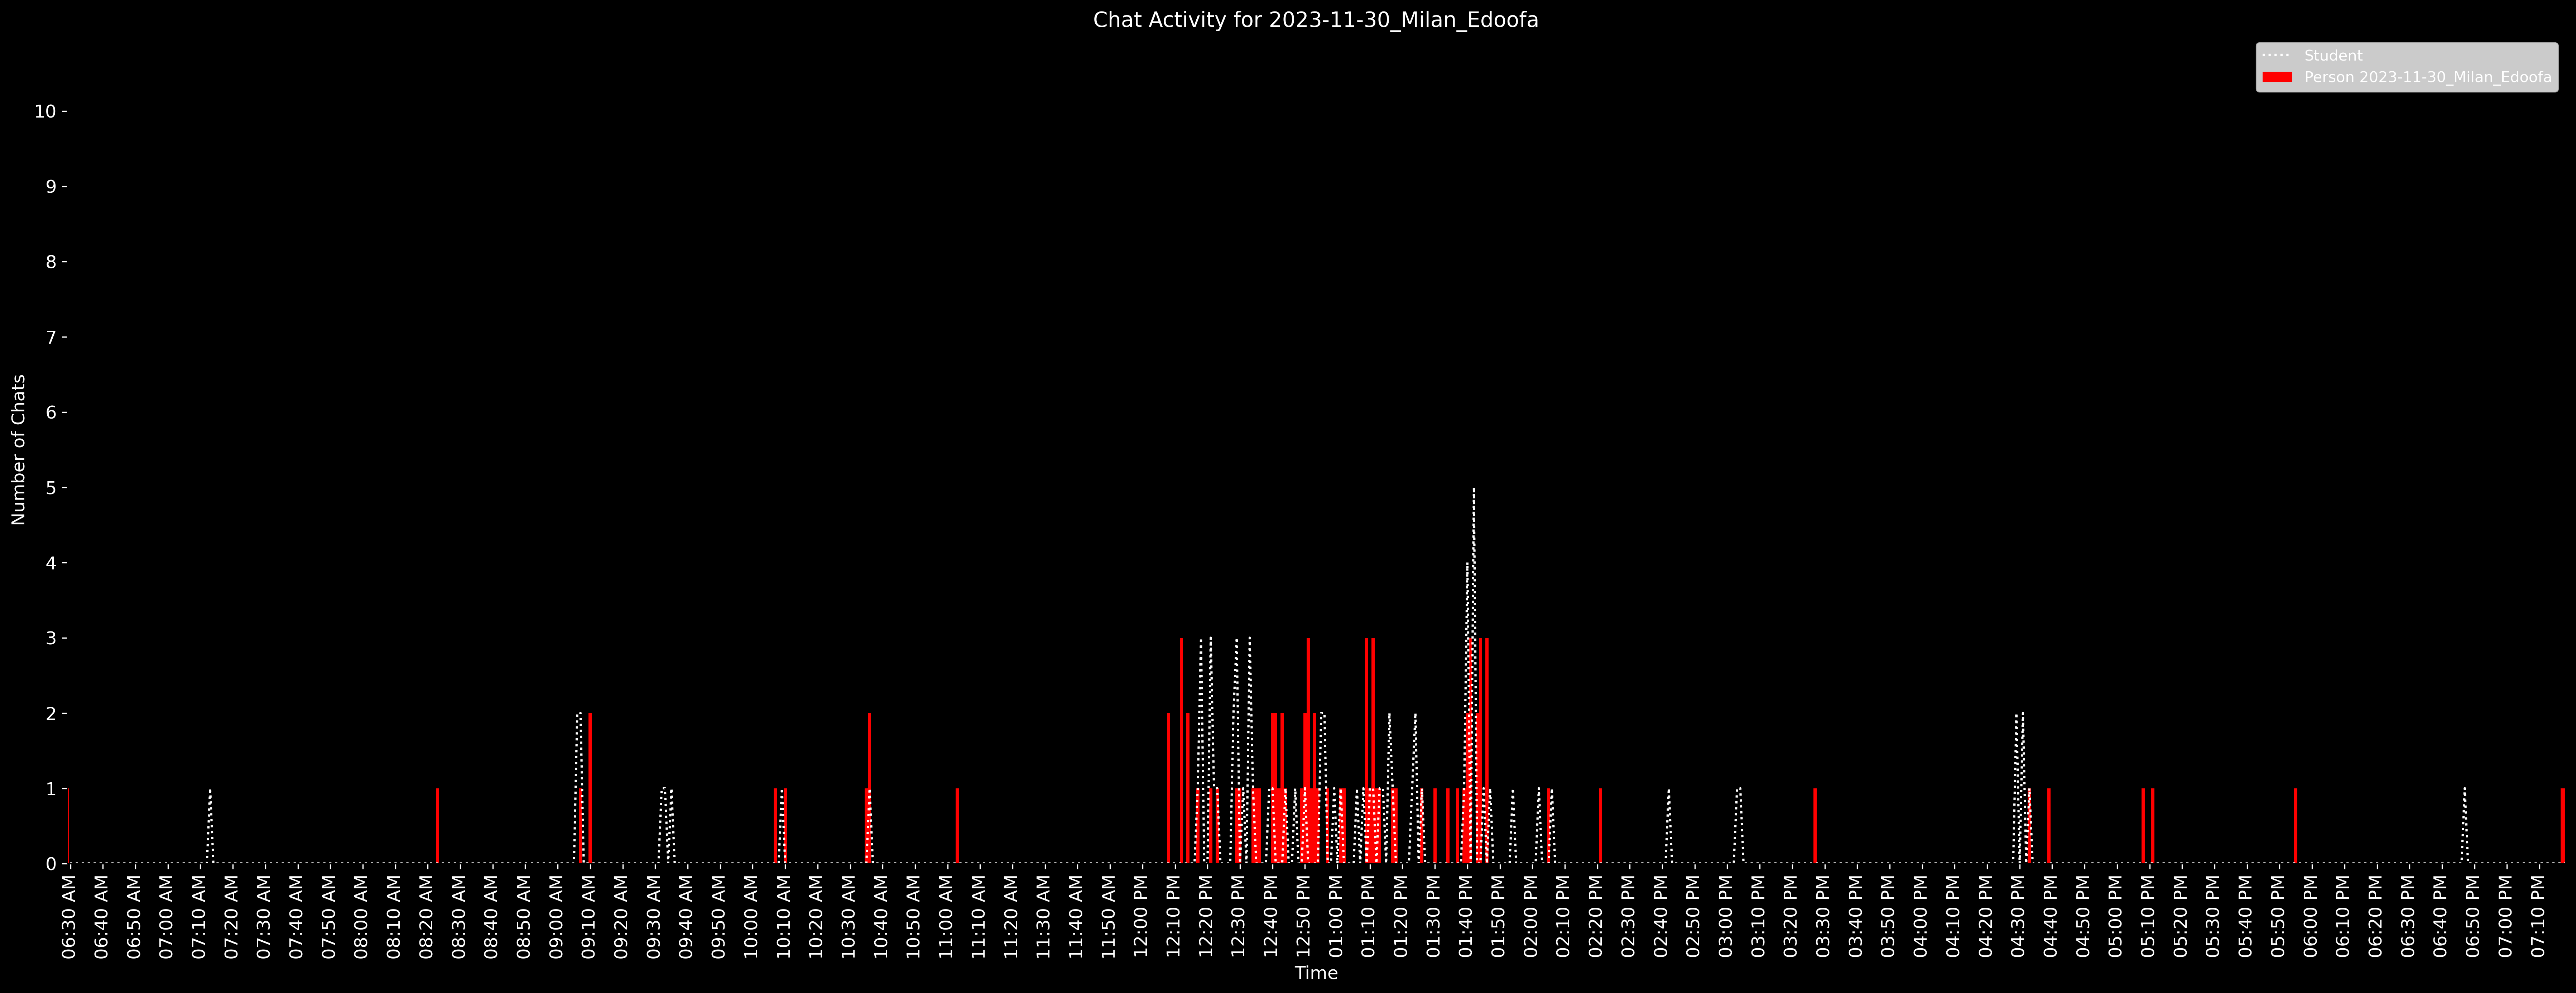 Chat Activity for 2023-11-30_Milan_Edoofa
Student
Person 2023-11-30_Milan_Edoofa
Number of Chats
10
9
8
7
6
5
4
3
2
1
0
06:30 AM
06:40 AM
06:50 AM
07:00 AM
07:10 AM
07:20 AM
07:30 AM
07:40 AM
07:50 AM
08:00 AM
08:10 AM
08:20 AM
08:30 AM
08:40 AM
08:50 AM
09:00 AM
09:10 AM
09:20 AM
09:30 AM
09:40 AM
09:50 AM
10:00 AM
10:10 AM
10:20 AM
10:30 AM
10:40 AM
10:50 AM
11:00 AM
11:10 AM
11:20 AM
11:30 AM
11:40 AM
11:50 AM
12:00 PM
12:10 PM
12:20 PM
12:30 PM
12:40 PM
12:50 PM
01:00 PM
01:10 PM
01:20 PM
01:30 PM
01:40 PM
01:50 PM
02:00 PM
02:10 PM
02:20 PM
02:30 PM
02:40 PM
02:50 PM
03:00 PM
03:10 PM
03:20 PM
03:30 PM
03:40 PM
03:50 PM
04:00 PM
04:10 PM
04:20 PM
04:30 PM
04:40 PM
04:50 PM
05:00 PM
05:10 PM
05:20 PM
05:30 PM
05:40 PM
05:50 PM
06:00 PM
06:10 PM
06:20 PM
06:30 PM
06:40 PM
06:50 PM
07:00 PM
07:10 PM
Time